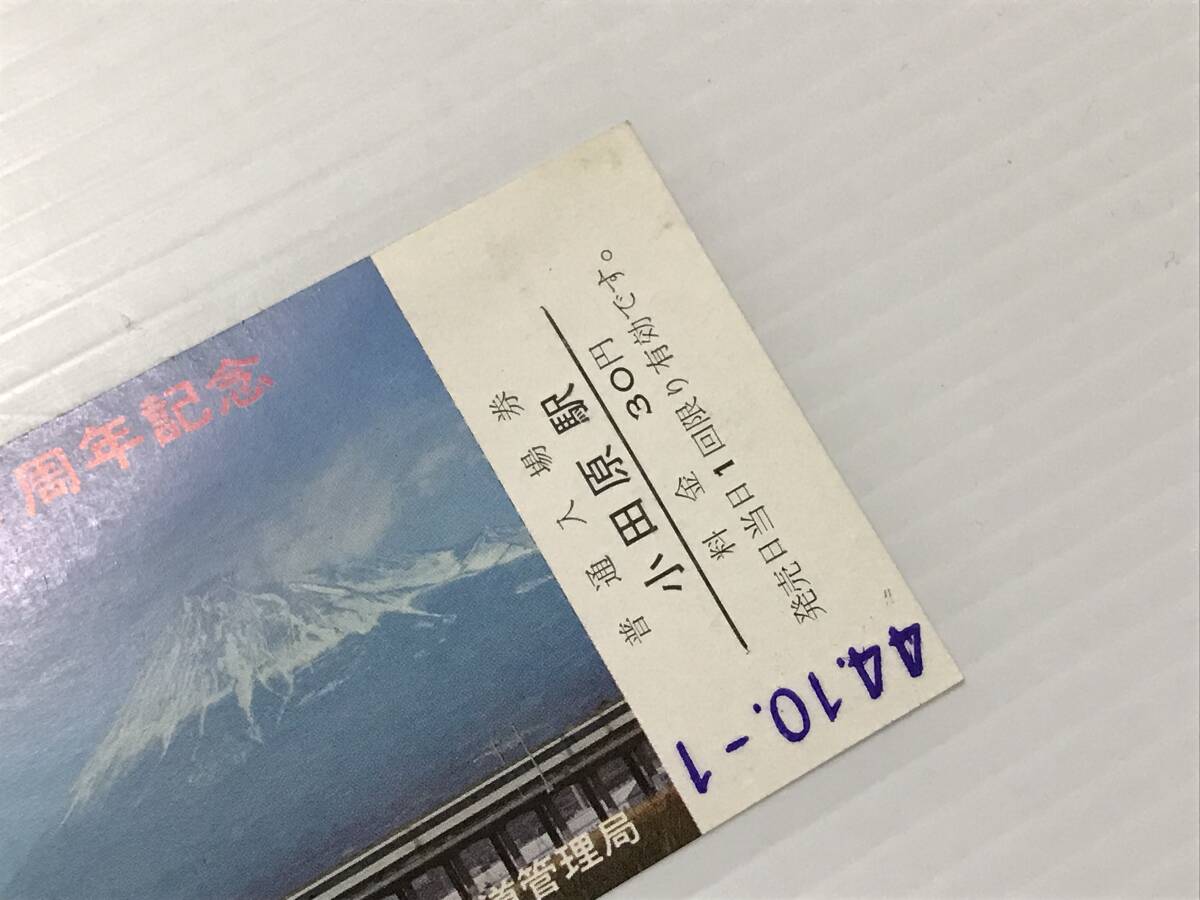 周年記念
道管理局
普通入場券
小田原駅
料金 30円
発売日当日1回限り有効です。
44.10.-1